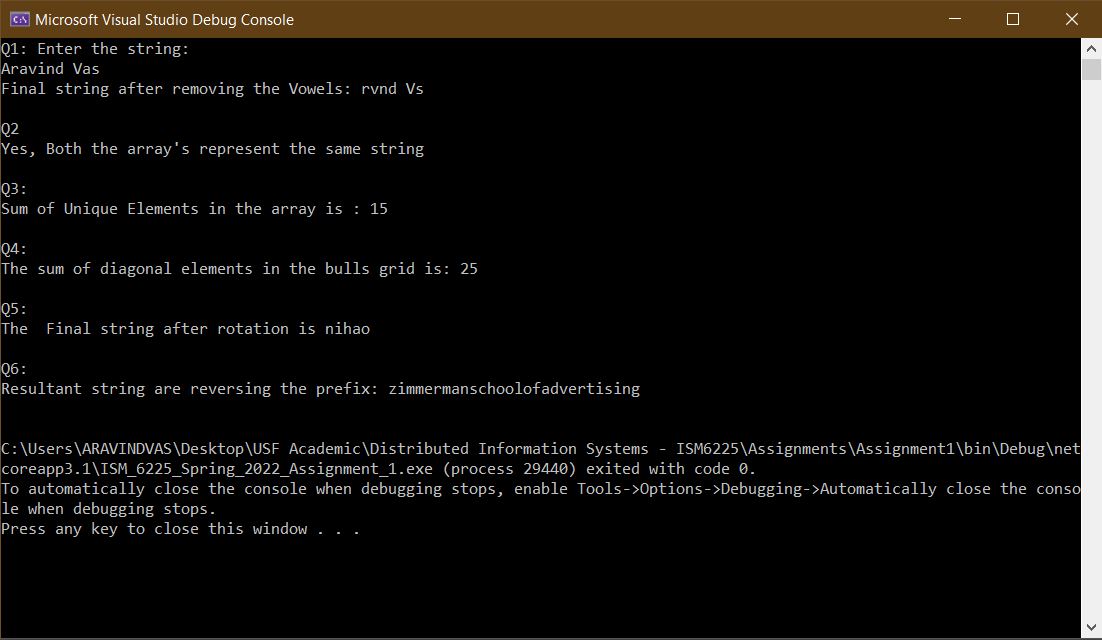 Microsoft Visual Studio Debug Console
Q1: Enter the string:
Aravind Vas
Final string after removing the Vowels: rvnd Vs
Q2
Yes, Both the array's represent the same string
Q3:
Sum of Unique Elements in the array is : 15
Q4:
The sum of diagonal elements in the bulls grid is: 25
Q5:
The  Final string after rotation is nihao
Q6:
Resultant string are reversing the prefix: zimmermanschoolofadvertising
C:\Users\ARAVINDVAS\Desktop\USF Academic\Distributed Information Systems - ISM6225\Assignments\Assignment1\bin\Debug\net
coreapp3.1\ISM_6225_Spring_2022_Assignment_1.exe (process 29440) exited with code 0.
To automatically close the console when debugging stops, enable Tools->Options->Debugging->Automatically close the conso
le when debugging stops.
Press any key to close this window . . .